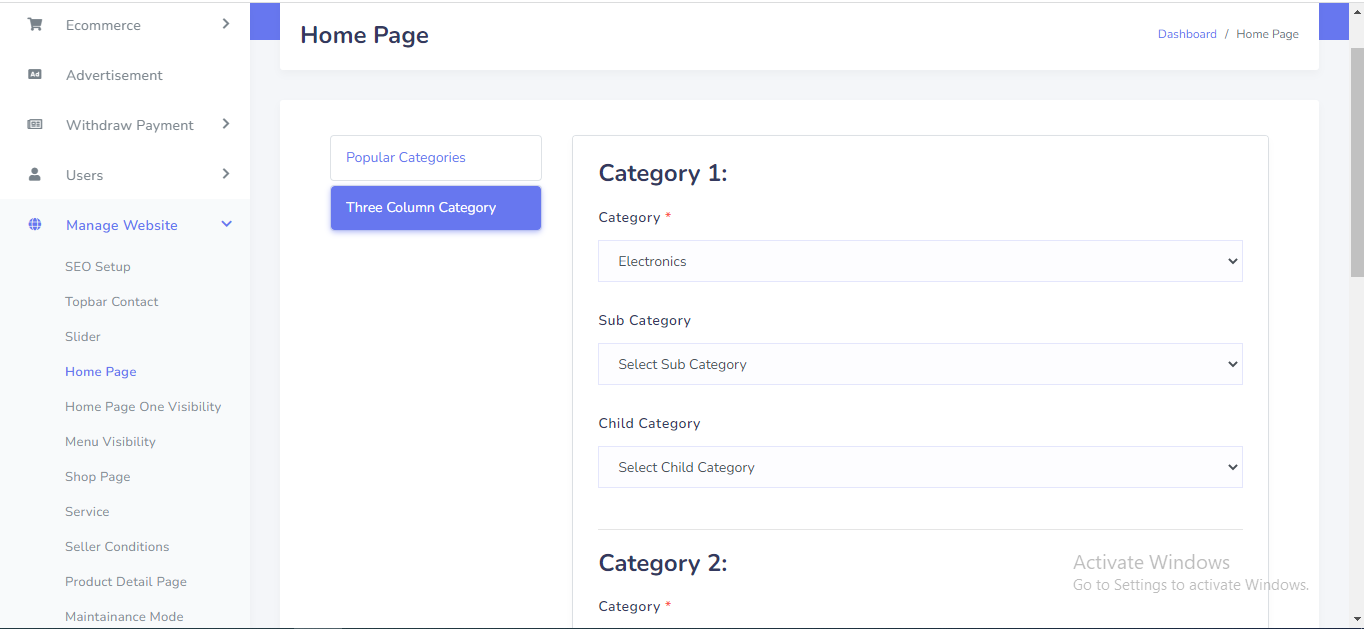 Ecommerce
Ad Advertisement
Withdraw Payment
Users
Manage Website
SEO Setup
Topbar Contact
Slider
Home Page
Home Page One Visibility
Menu Visibility
Shop Page
Service
Seller Conditions
Product Detail Page
Maintainance Mode
Home Page
Dashboard / Home Page
Popular Categories
Three Column Category
Category 1:
Category *
Electronics
Sub Category
Select Sub Category
Child Category
Select Child Category
Category 2:
Category *
Activate Windows
Go to Settings to activate Windows.